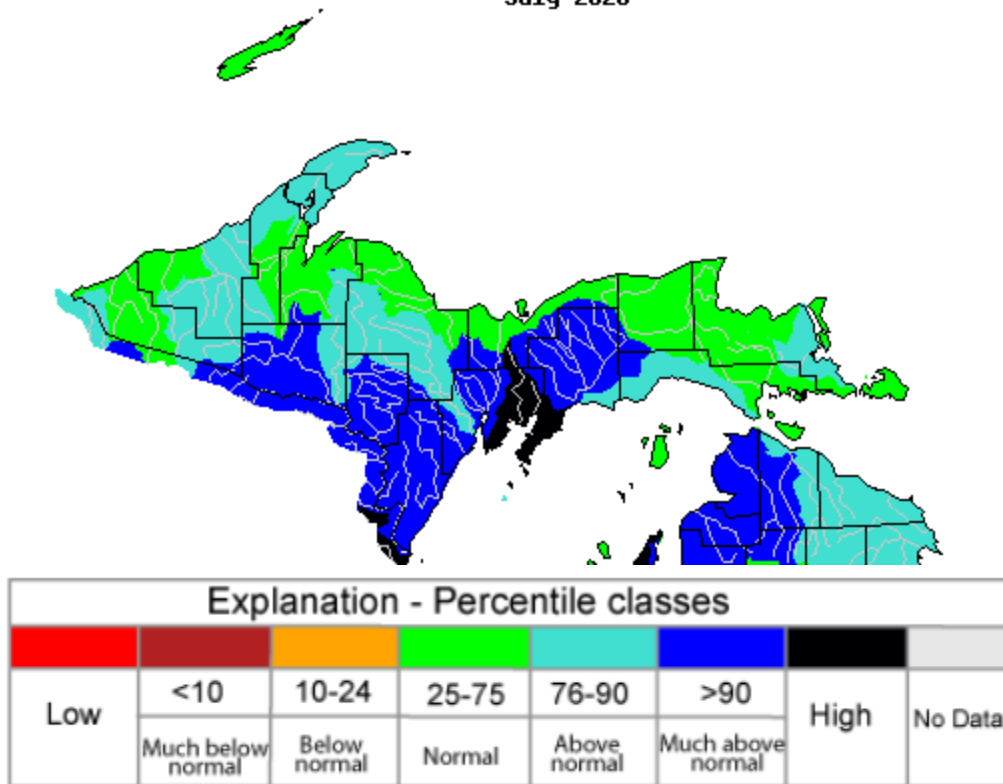 Explanation - Percentile classes
Low
<10
10-24
25-75
76-90
>90
High
No Data
Much below
normal
Below
normal
Normal
Above
normal
Much above
normal